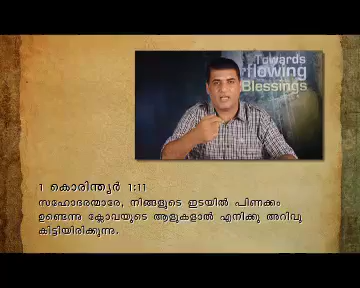 Towards
flowing
Blessings
1 കൊരിന്ത്യർ 1:11
സഹോദരന്മാരേ, നിങ്ങളുടെ ഇടയിൽ പിണക്കം
ഉണ്ടെന്നു ക്ലോവയുടെ ആളുകളാൽ എനിക്കു അറിവു
കിട്ടിയിരിക്കുന്നു.